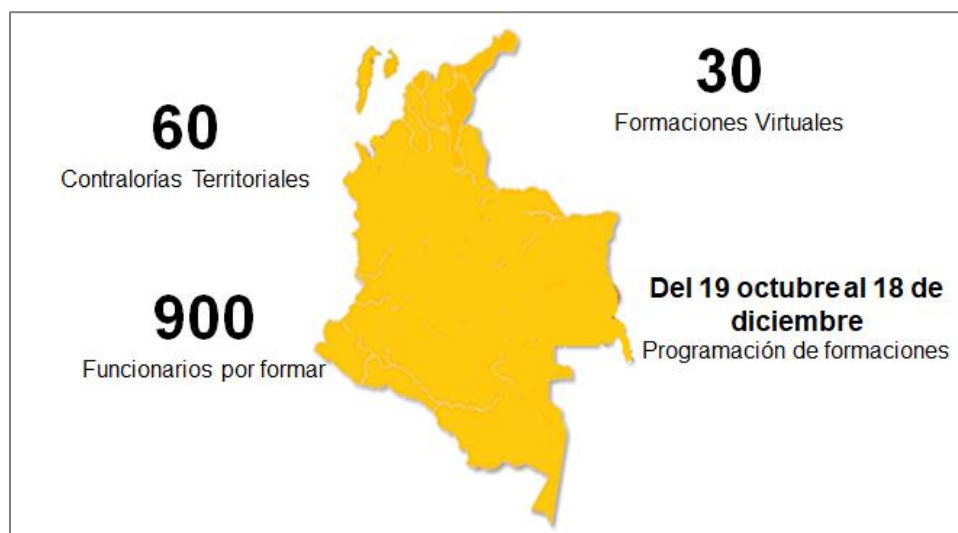 60
Contralorías Territoriales
30
Formaciones Virtuales
900
Funcionarios por formar
Del 19 octubre al 18 de
diciembre
Programación de formaciones